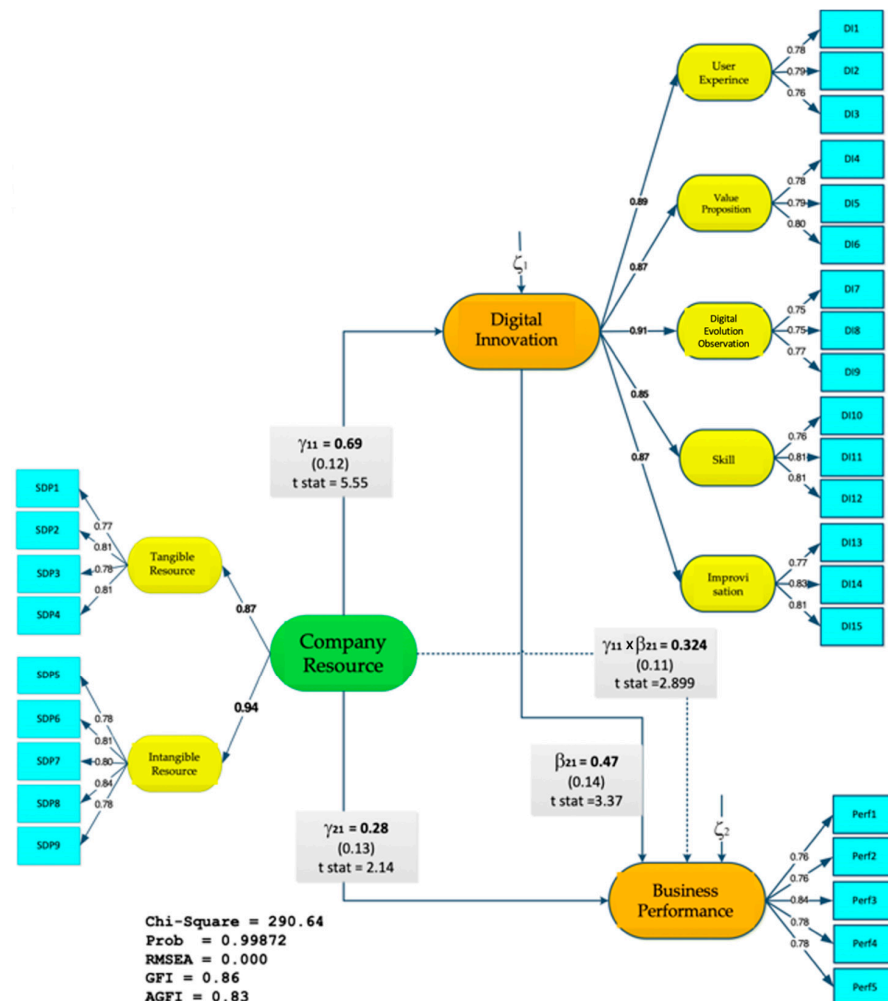 DI1
0.78
User
Experince
0.79
DI2
0.76
DI3
DI4
0.78
0.89
Value
Proposition
0.79
DI5
0.80
DI6
ζ1
0.87
DI7
Digital
Innovation
0.75
0.91
Digital
Evolution
Observation
0.75
DI8
0.77
DI9
0.85
DI10
γ11 = 0.69
(0.12)
t stat = 5.55
0.76
0.87
Skill
0.81
DI11
0.81
DI12
SDP1
0.77
SDP2
0.81
Tangible
Resource
0.78
SDP3
0.81
SDP4
0.87
DI13
0.77
Improvi
sation
0.83
DI14
0.81
DI15
Company
Resource
γ11 x β21 = 0.324
(0.11)
t stat =2.899
SDP5
0.78
0.94
SDP6
0.81
Intangible
Resource
0.80
SDP7
0.84
SDP8
0.78
SDP9
β21 = 0.47
(0.14)
t stat =3.37
γ21 = 0.28
(0.13)
t stat = 2.14
ζ2
Perf1
0.76
Perf2
0.76
Business
Performance
0.84
Perf3
0.78
Perf4
0.78
Perf5
Chi-Square = 290.64
Prob = 0.99872
RMSEA = 0.000
GFI = 0.86
AGFI = 0.83